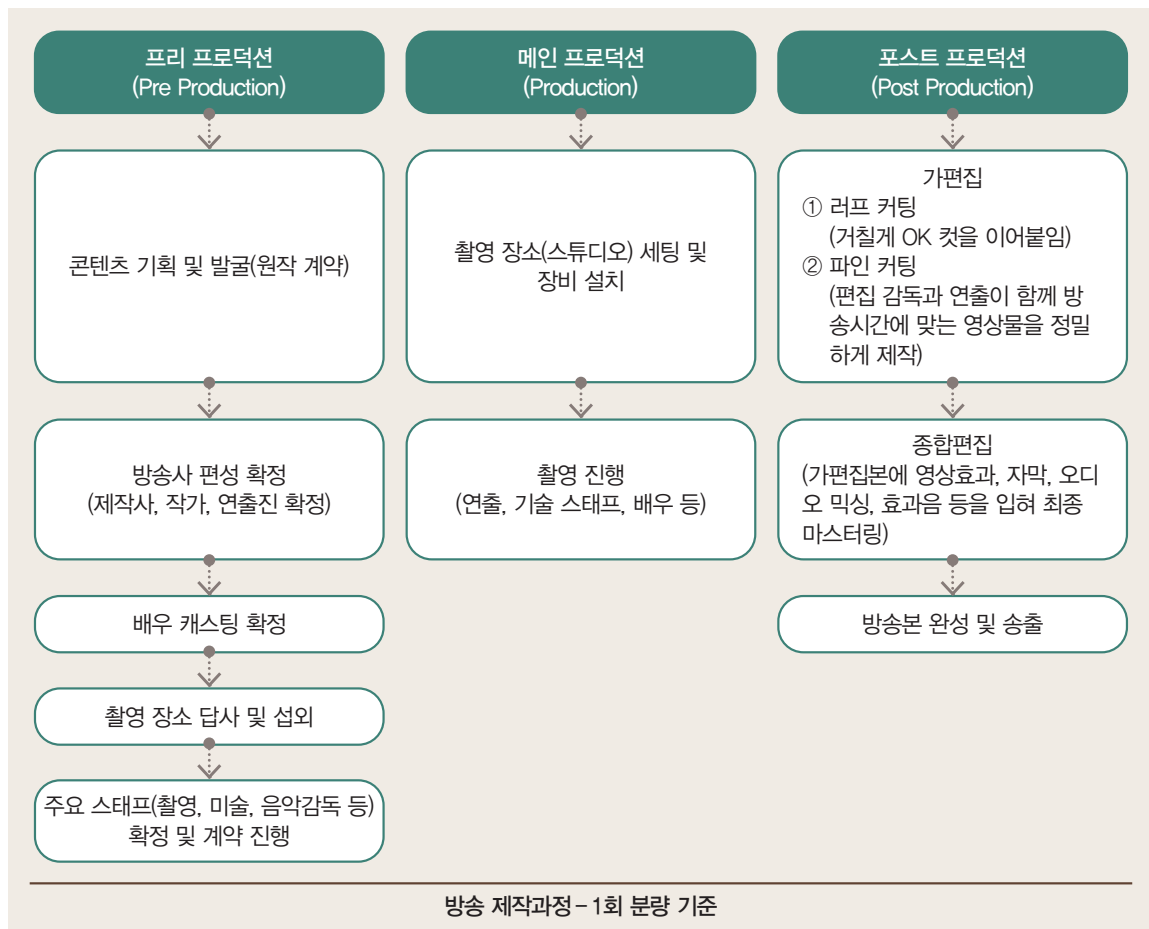 프리 프로덕션
(Pre Production)
콘텐츠 기획 및 발굴(원작 계약)
방송사 편성 확정
(제작사, 작가, 연출진 확정)
배우 캐스팅 확정
촬영 장소 답사 및 섭외
주요 스태프(촬영, 미술, 음악감독 등)
확정 및 계약 진행
메인 프로덕션
(Production)
촬영 장소(스튜디오) 세팅 및
장비 설치
촬영 진행
(연출, 기술 스태프, 배우 등)
포스트 프로덕션
(Post Production)
가편집
① 러프 커팅
(거칠게 OK 컷을 이어붙임)
② 파인 커팅
(편집 감독과 연출이 함께 방
송시간에 맞는 영상물을 정밀
하게 제작)
종합편집
(가편집본에 영상효과, 자막, 오디
오 믹싱, 효과음 등을 입혀 최종
마스터링)
방송본 완성 및 송출
방송 제작과정 – 1회 분량 기준